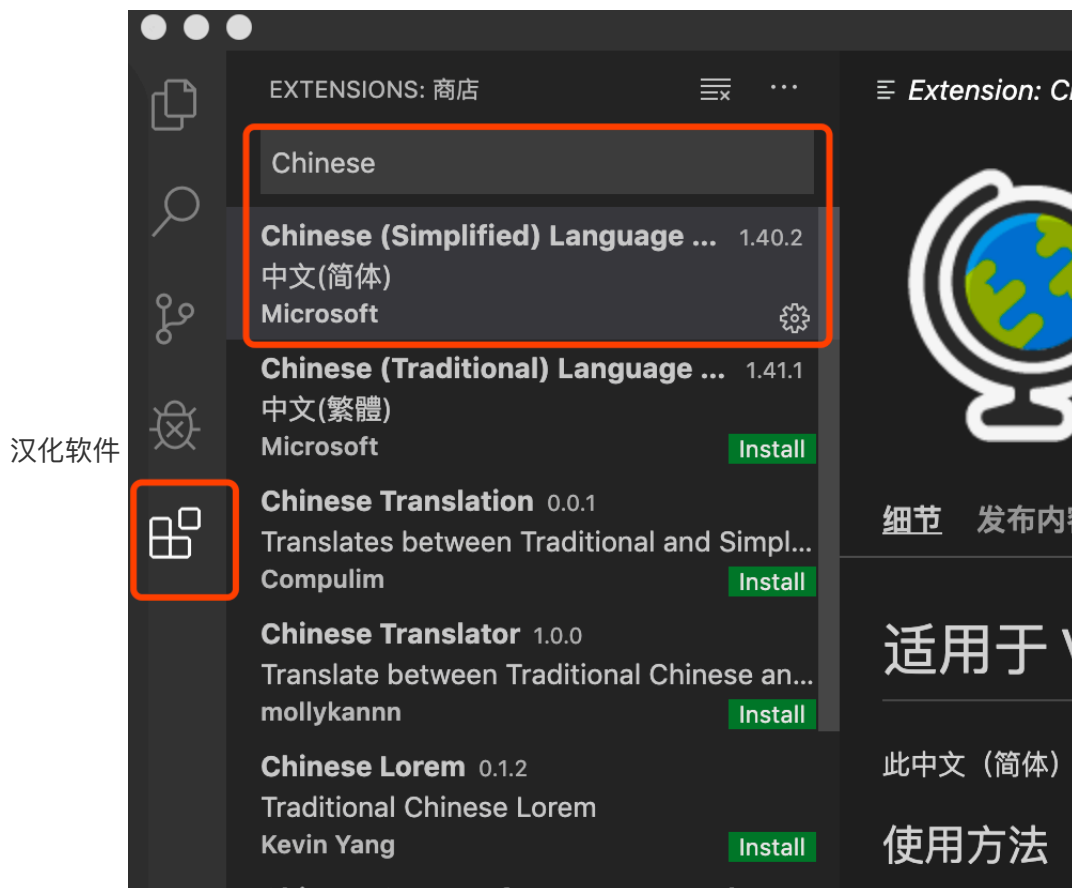 汉化软件
EXTENSIONS: 商店
Chinese
Chinese (Simplified) Language ... 1.40.2
中文(简体)
Microsoft
Chinese (Traditional) Language ... 1.41.1
中文(繁體)
Microsoft
Install
Chinese Translation 0.0.1
Translates between Traditional and Simpl...
Compulim
Install
Chinese Translator 1.0.0
Translate between Traditional Chinese an...
mollykannn
Install
Chinese Lorem 0.1.2
Traditional Chinese Lorem
Kevin Yang
Install
Extension: C
细节 发布内
适用于 V
此中文（简体）
使用方法